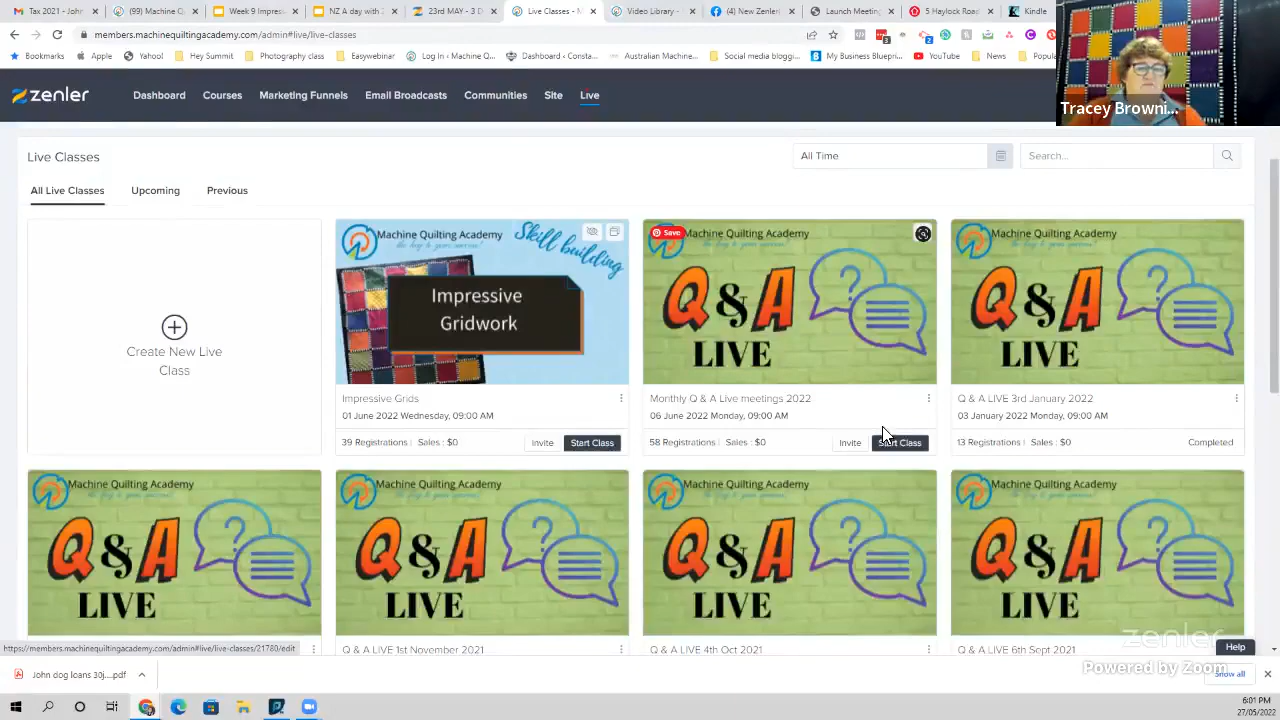 Tax 2021 - John
(99) Machine Q
Week 9 Impres
NZ A day with
23rd MAY - 3 D
Live Classes - M
Video Library -
(4) New Zenler
Launch Meeting
5 Haylock Road
Kindle
members.machinequiltingacademy.com/admin#live/live-classes
Bookmarks
Apple
Yahoo!
Hey Summit
Photography class
Easywebinar
Log In ‹ Machine Q...
Dashboard – Consta...
Australian Machine...
Social media bloggi...
My Business Bluepri...
YouTube
News
Popula
zenler
Dashboard
Courses
Marketing Funnels
Email Broadcasts
Communities
Site
Live
Tracey Browni...
Live Classes
All Time
Search...
All Live Classes
Upcoming
Previous
Create New Live
Class
Machine Quilting Academy
Skill building
Impressive
Gridwork
Impressive Grids
01 June 2022 Wednesday, 09:00 AM
39 Registrations | Sales : $0
Invite
Start Class
Save
Machine Quilting Academy
Q & A
LIVE
Monthly Q & A Live meetings 2022
06 June 2022 Monday, 09:00 AM
58 Registrations | Sales : $0
Invite
Start Class
Machine Quilting Academy
Q & A
LIVE
Q & A LIVE 3rd January 2022
03 January 2022 Monday, 09:00 AM
13 Registrations | Sales : $0
Completed
Machine Quilting Academy
Q & A
LIVE
Machine Quilting Academy
Q & A
LIVE
Q & A LIVE 1st November 2021
Machine Quilting Academy
Q & A
LIVE
Q & A LIVE 4th Oct 2021
Machine Quilting Academy
Q & A
LIVE
Q & A LIVE 6th Sept 2021
https://members.machinequiltingacademy.com/admin#live/live-classes/21780/edit
zenler
Powered by Zoom
Help
John dog loans 30j....pdf
Show all
6:01 PM
27/05/2022